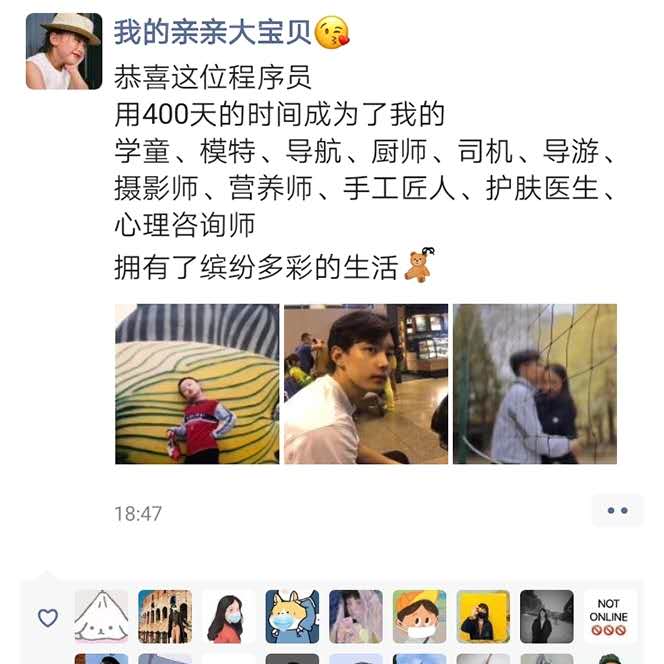 我的亲亲大宝贝😘
恭喜这位程序员
用400天的时间成为了我的
学童、模特、导航、厨师、司机、导游、
摄影师、营养师、手工匠人、护肤医生、
心理咨询师
拥有了缤纷多彩的生活
18:47
NOT
ONLINE